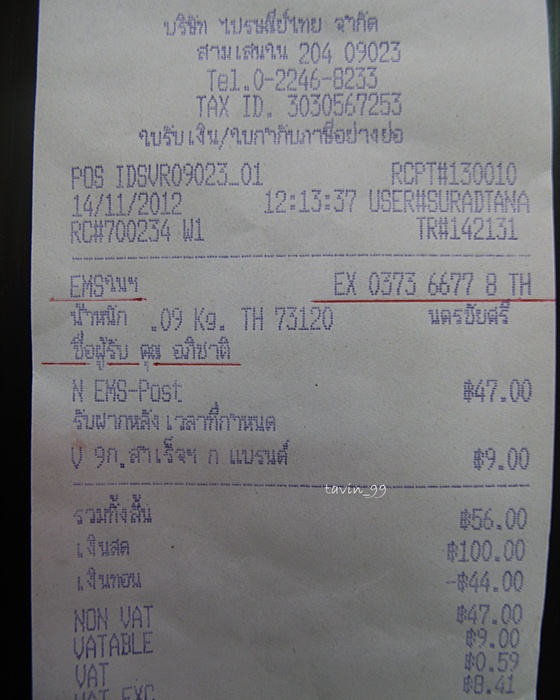 บริษัท ไปรษณีย์ไทย จำกัด
สามเสนใน 204 09023
Tel.0-2246-8233
TAX ID. 3030567253
ใบรับเงิน/ใบกำกับภาษีอย่างย่อ
POS IDSVR09023_01 RCPT#130010
14/11/2012 12:13:37 USER#SURADTANA
RC#700234 W1 TR#142131
EMSในฯ EX 0373 6677 8 TH
น้ำหนัก .09 Kg. TH 73120 นครชัยศรี
ชื่อผู้รับ คุณ อภิชาติ
N EMS-Post ฿47.00
รับฝากหลังเวลาที่กำหนด
V 9ก.สำเร็จฯ ก แบรนด์ ฿9.00
tavin_99
รวมทั้งสิ้น ฿56.00
เงินสด ฿100.00
เงินทอน -฿44.00
NON VAT ฿47.00
VATABLE ฿9.00
VAT ฿0.59
VAT EXC ฿8.41